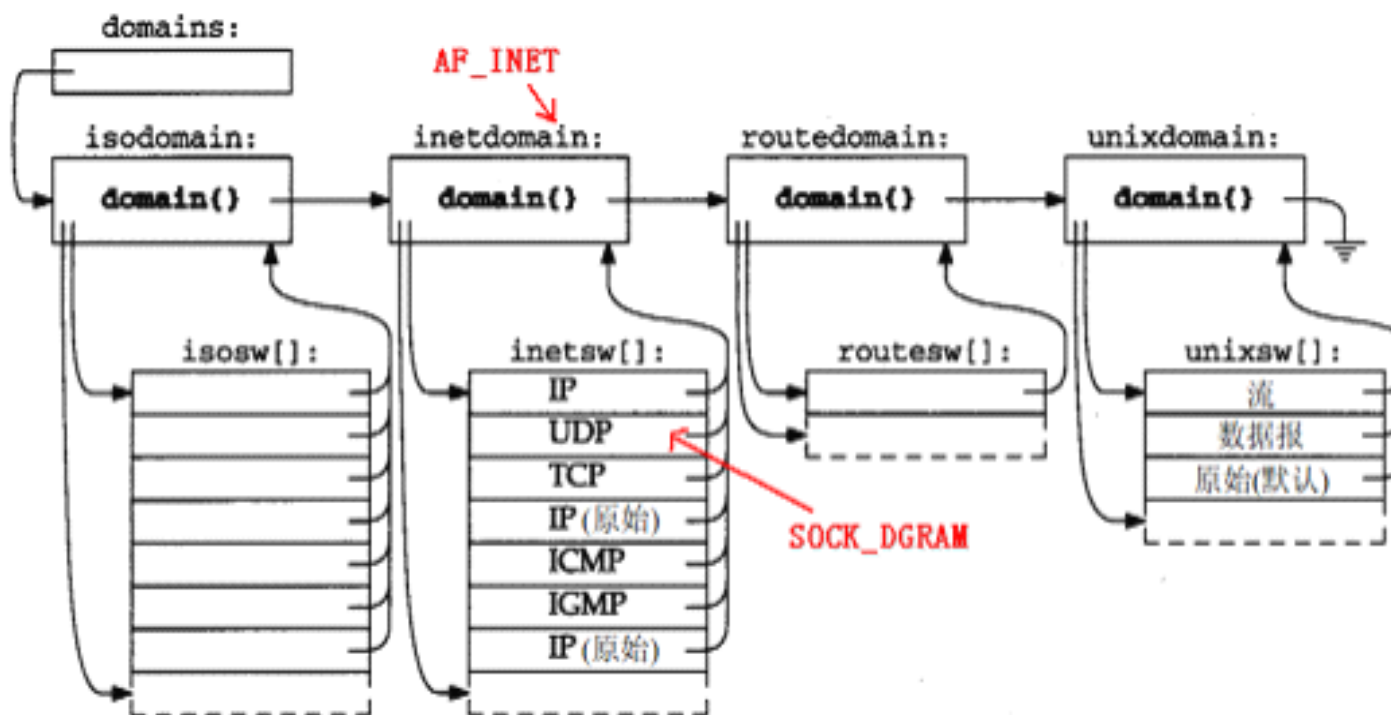 domains:
AF_INET
isodomain: inetdomain: routedomain: unixdomain:
domain{} domain{} domain{} domain{}
isosw[]: inetsw[]: routesw[]: unixsw[]:
IP 流
UDP 数据报
TCP 原始(默认)
IP(原始) SOCK_DGRAM
ICMP
IGMP
IP(原始)